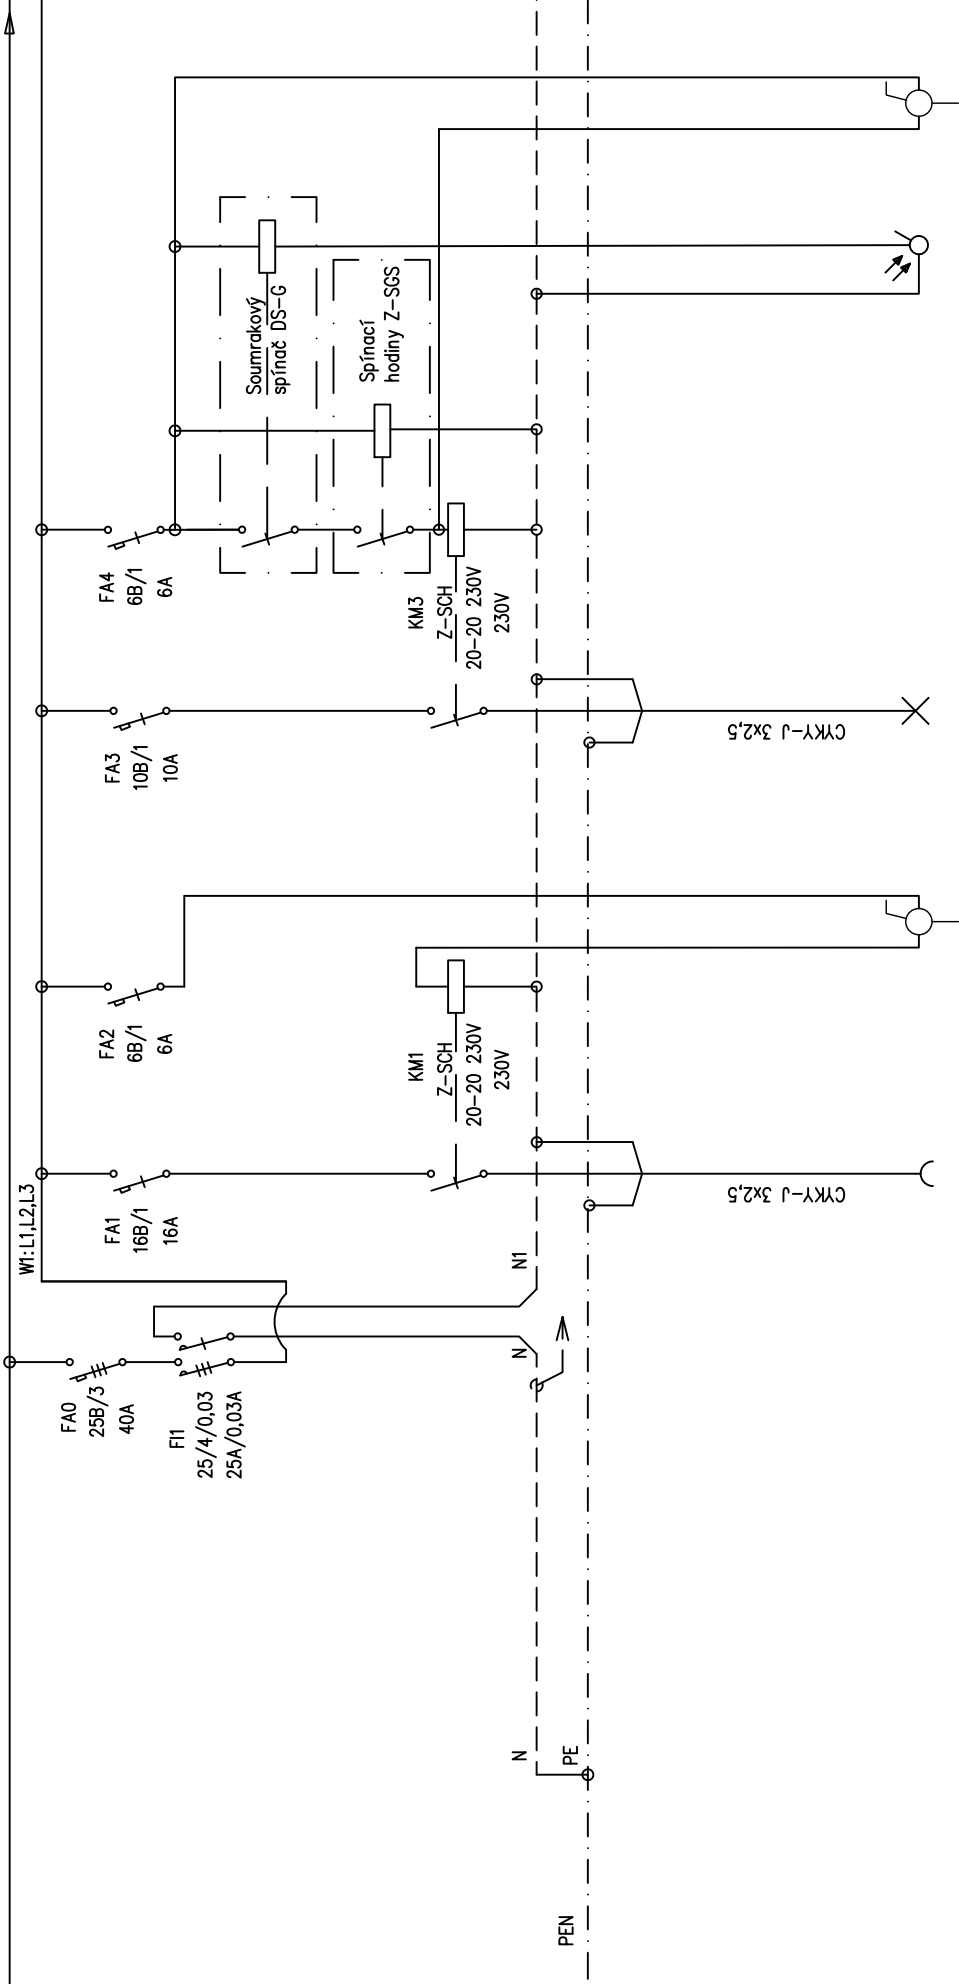 PEN
N
PE
FA0
25B/3
40A
FI1
25/4/0,03
25A/0,03A
N
N1
W1:L1,L2,L3
FA1
16B/1
16A
CYKY-J 3x2,5
FA2
6B/1
6A
KM1
Z-SCH
20-20 230V
230V
FA3
10B/1
10A
CYKY-J 3x2,5
FA4
6B/1
6A
KM3
Z-SCH
20-20 230V
230V
Soumrakový
spínač DS-G
Spínací
hodiny Z-SGS